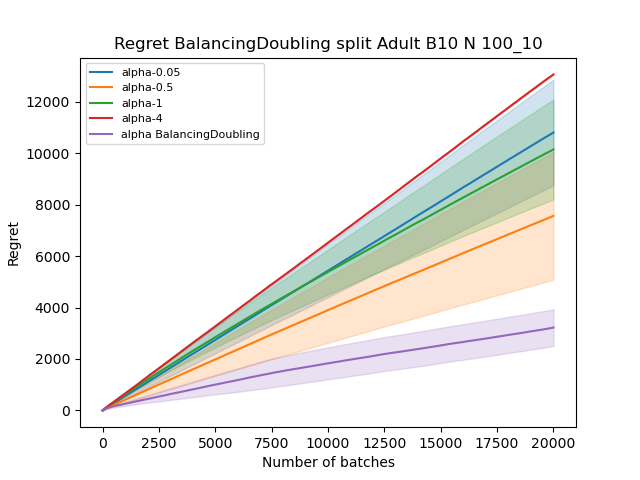 Regret BalancingDoubling split Adult B10 N 100_10
alpha-0.05
alpha-0.5
alpha-1
alpha-4
alpha BalancingDoubling
12000
10000
8000
6000
4000
2000
0
Regret
0 2500 5000 7500 10000 12500 15000 17500 20000
Number of batches